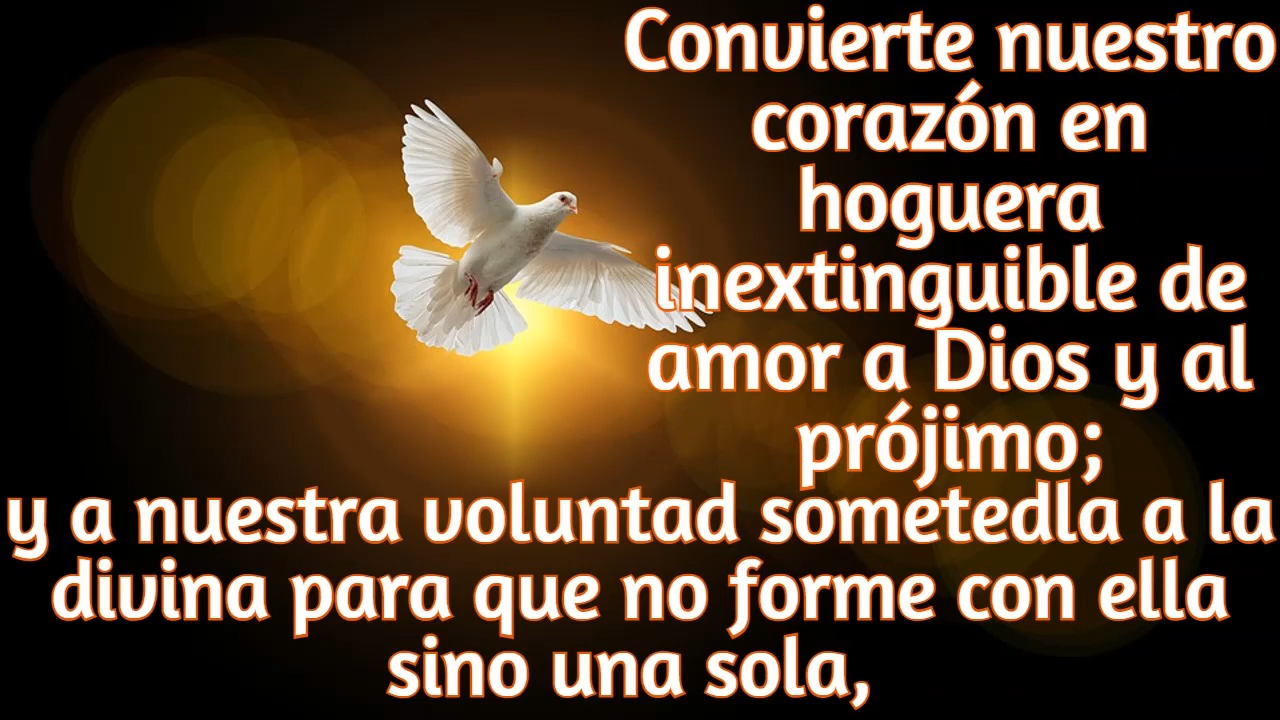 Convierte nuestro
corazón en
hoguera
inextinguible de
amor a Dios y al
prójimo;
y a nuestra voluntad sometedla a la
divina para que no forme con ella
sino una sola,